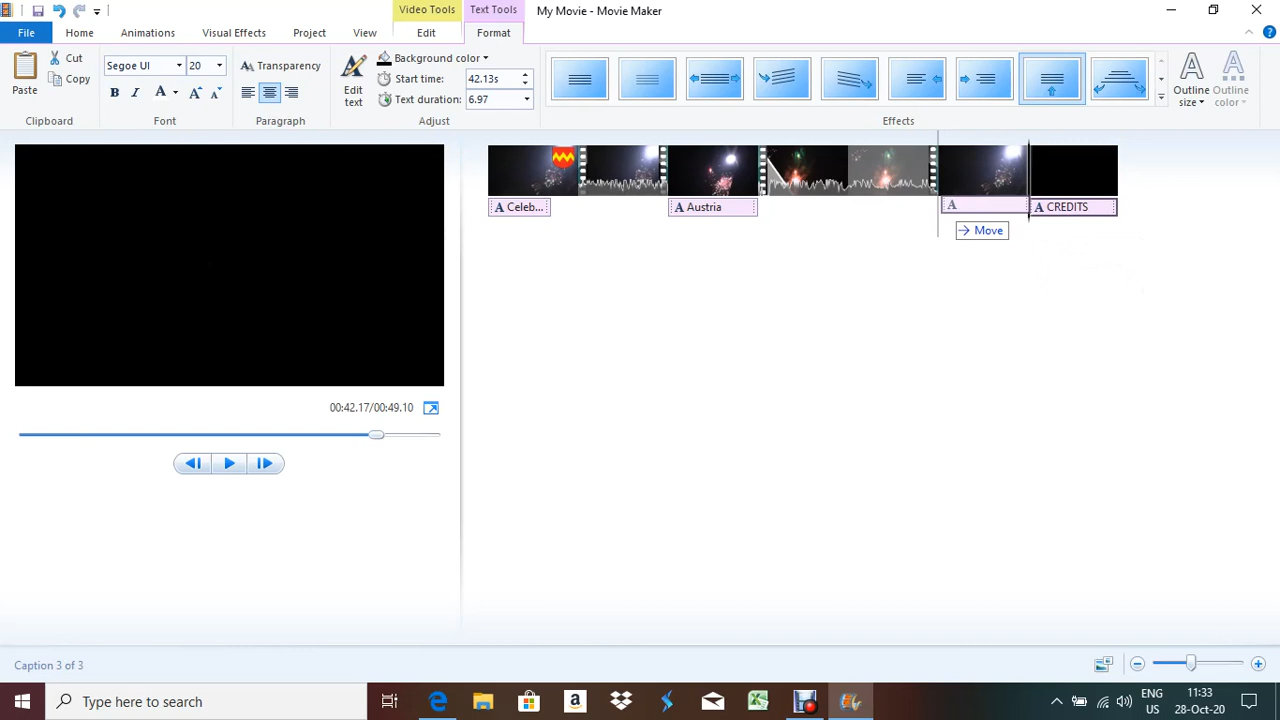 Video Tools
Text Tools
My Movie - Movie Maker
File
Home
Animations
Visual Effects
Project
View
Edit
Format
Paste
Cut
Copy
Clipboard
Segoe UI
20
B
I
A
A
A
Font
Transparency
Paragraph
Edit text
Background color
Start time:
42.13s
Text duration:
6.97
Adjust
Effects
A
Outline size
A
Outline color
A Celeb...
A Austria
A
A CREDITS
Move
00:42.17/00:49.10
Caption 3 of 3
Type here to search
ENG
US
11:33
28-Oct-20